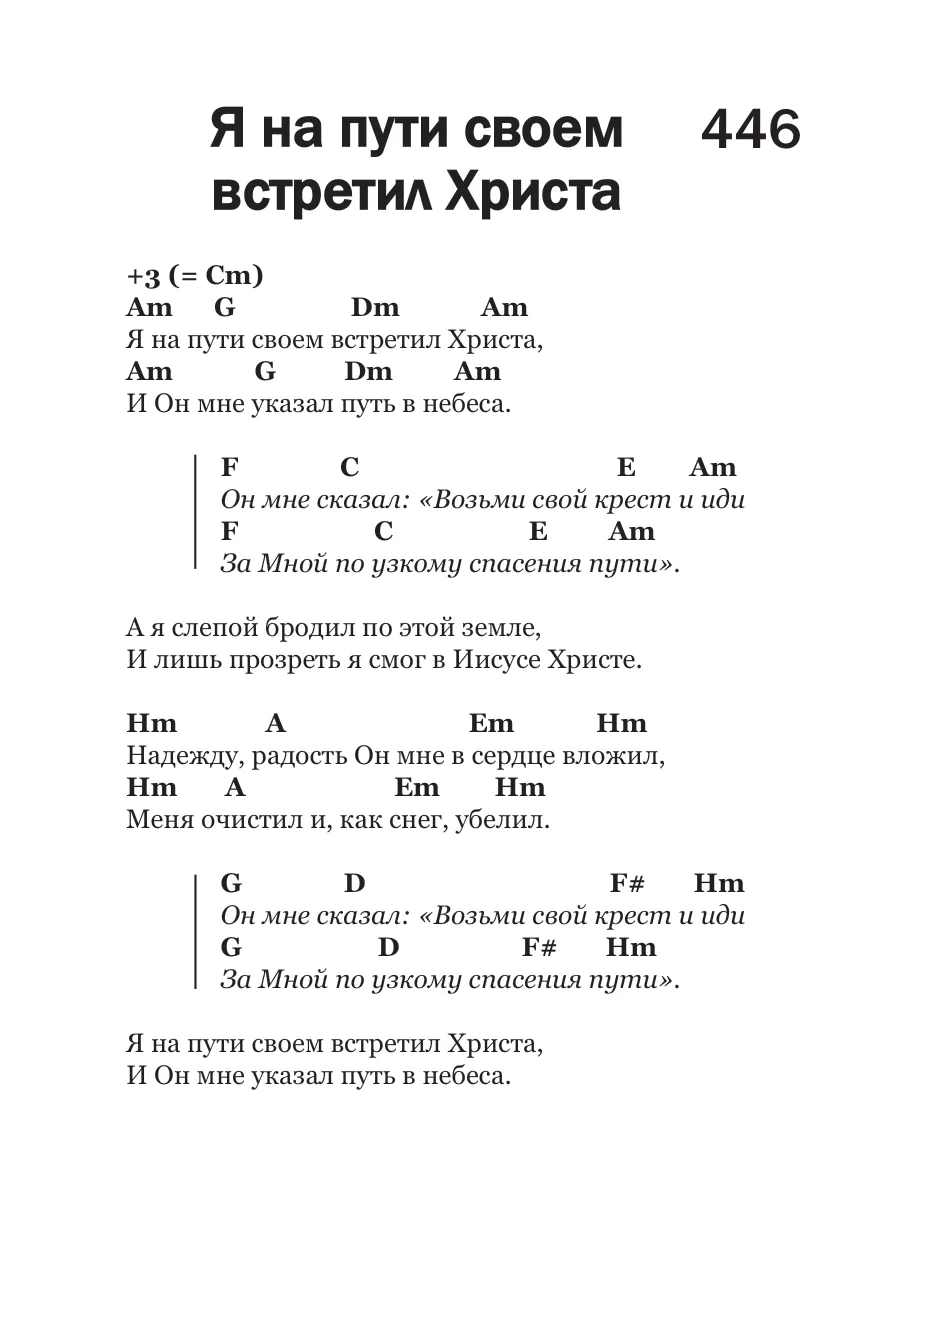 Я на пути своем 446
встретил Христа
+3 (= Cm)
Am G Dm Am
Я на пути своем встретил Христа,
Am G Dm Am
И Он мне указал путь в небеса.
F C E Am
Он мне сказал: «Возьми свой крест и иди
F C E Am
За Мной по узкому спасения пути».
А я слепой бродил по этой земле,
И лишь прозреть я смог в Иисусе Христе.
Hm A Em Hm
Надежду, радость Он мне в сердце вложил,
Hm A Em Hm
Меня очистил и, как снег, убелил.
G D F# Hm
Он мне сказал: «Возьми свой крест и иди
G D F# Hm
За Мной по узкому спасения пути».
Я на пути своем встретил Христа,
И Он мне указал путь в небеса.